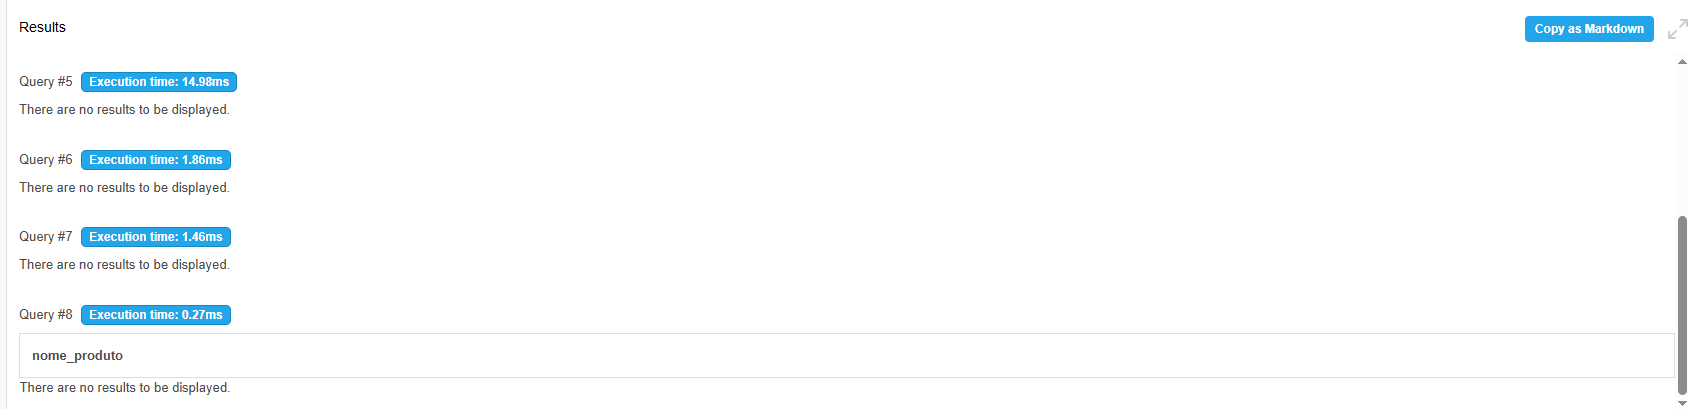 Results
Copy as Markdown
Query #5 Execution time: 14.98ms
There are no results to be displayed.
Query #6 Execution time: 1.86ms
There are no results to be displayed.
Query #7 Execution time: 1.46ms
There are no results to be displayed.
Query #8 Execution time: 0.27ms
nome_produto
There are no results to be displayed.